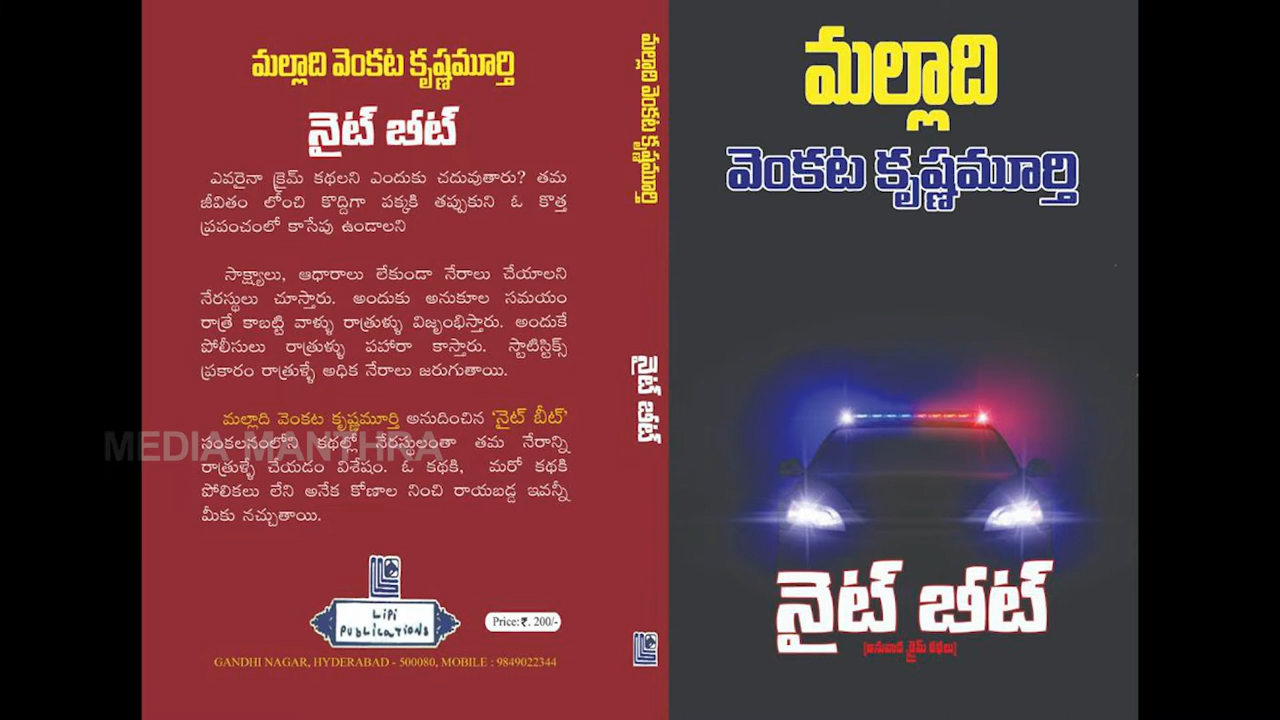 మల్లాది వెంకట కృష్ణమూర్తి
నైట్ బీట్
ఎవరైనా క్రైమ్ కథలని ఎందుకు చదువుతారు? తమ
జీవితం లోంచి కొద్దిగా పక్కకి తప్పుకుని ఓ కొత్త
ప్రపంచంలో కాసేపు ఉండాలని
సాక్ష్యాలు, ఆధారాలు లేకుండా నేరాలు చేయాలని
నేరస్థులు చూస్తారు. అందుకు అనుకూల సమయం
రాత్రే కాబట్టి వాళ్ళు రాత్రుళ్ళు విజృంభిస్తారు. అందుకే
పోలీసులు రాత్రుళ్ళు పహారా కాస్తారు. స్టాటిస్టిక్స్
ప్రకారం రాత్రుళ్ళే అధిక నేరాలు జరుగుతాయి.
మల్లాది వెంకట కృష్ణమూర్తి అనుదించిన 'నైట్ బీట్'
సంకలనంలోని కథల్లో నేరస్తులంతా తమ నేరాన్ని
రాత్రుళ్ళే చేయడం విశేషం. ఓ కథకి, మరో కథకి
పోలికలు లేని అనేక కోణాల నించి రాయబడ్డ ఇవన్నీ
మీకు నచ్చుతాయి.
MEDIA MANTHRA
LiPi
PUBLICATIONS
Price: ₹. 200/-
GANDHI NAGAR, HYDERABAD - 500080, MOBILE : 9849022344
మల్లాది వెంకట కృష్ణమూర్తి
నైట్ బీట్
మల్లాది
వెంకట కృష్ణమూర్తి
నైట్ బీట్
(అనువాద క్రైమ్ కథలు)